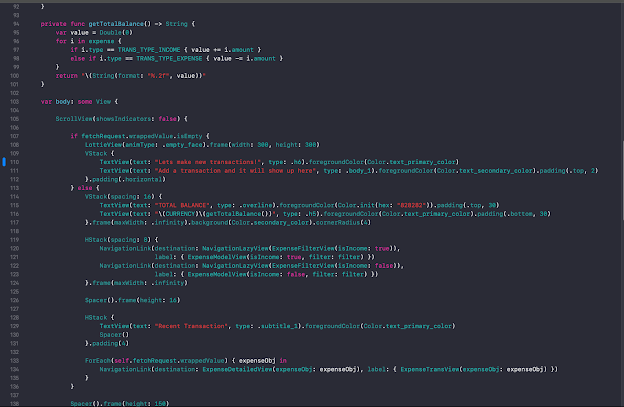 92 }
93
94 private func getTotalBalance() -> String {
95 var value = Double(0)
96 for i in expense {
97 if i.type == TRANS_TYPE_INCOME { value += i.amount }
98 else if i.type == TRANS_TYPE_EXPENSE { value -= i.amount }
99 }
100 return "\(String(format: "%.2f", value))"
101 }
102
103 var body: some View {
104
105 ScrollView(showsIndicators: false) {
106
107 if fetchRequest.wrappedValue.isEmpty {
108 LottieView(animType: .empty_face).frame(width: 300, height: 300)
109 VStack {
110 TextView(text: "Lets make new transactions!", type: .h6).foregroundColor(Color.text_primary_color)
111 TextView(text: "Add a transaction and it will show up here", type: .body_1).foregroundColor(Color.text_secondary_color).padding(.top, 2)
112 }.padding(.horizontal)
113 } else {
114 VStack(spacing: 16) {
115 TextView(text: "TOTAL BALANCE", type: .overline).foregroundColor(Color.init(hex: "828282")).padding(.top, 30)
116 TextView(text: "\(CURRENCY)\(getTotalBalance())", type: .h5).foregroundColor(Color.text_primary_color).padding(.bottom, 30)
117 }.frame(maxWidth: .infinity).background(Color.secondary_color).cornerRadius(4)
118
119 HStack(spacing: 8) {
120 NavigationLink(destination: NavigationLazyView(ExpenseFilterView(isIncome: true)),
121 label: { ExpenseModelView(isIncome: true, filter: filter) })
122 NavigationLink(destination: NavigationLazyView(ExpenseFilterView(isIncome: false)),
123 label: { ExpenseModelView(isIncome: false, filter: filter) })
124 }.frame(maxWidth: .infinity)
125
126 Spacer().frame(height: 16)
127
128 HStack {
129 TextView(text: "Recent Transaction", type: .subtitle_1).foregroundColor(Color.text_primary_color)
130 Spacer()
131 }.padding(4)
132
133 ForEach(self.fetchRequest.wrappedValue) { expenseObj in
134 NavigationLink(destination: ExpenseDetailedView(expenseObj: expenseObj), label: { ExpenseTransView(expenseObj: expenseObj) })
135 }
136 }
137
138 Spacer().frame(height: 150)